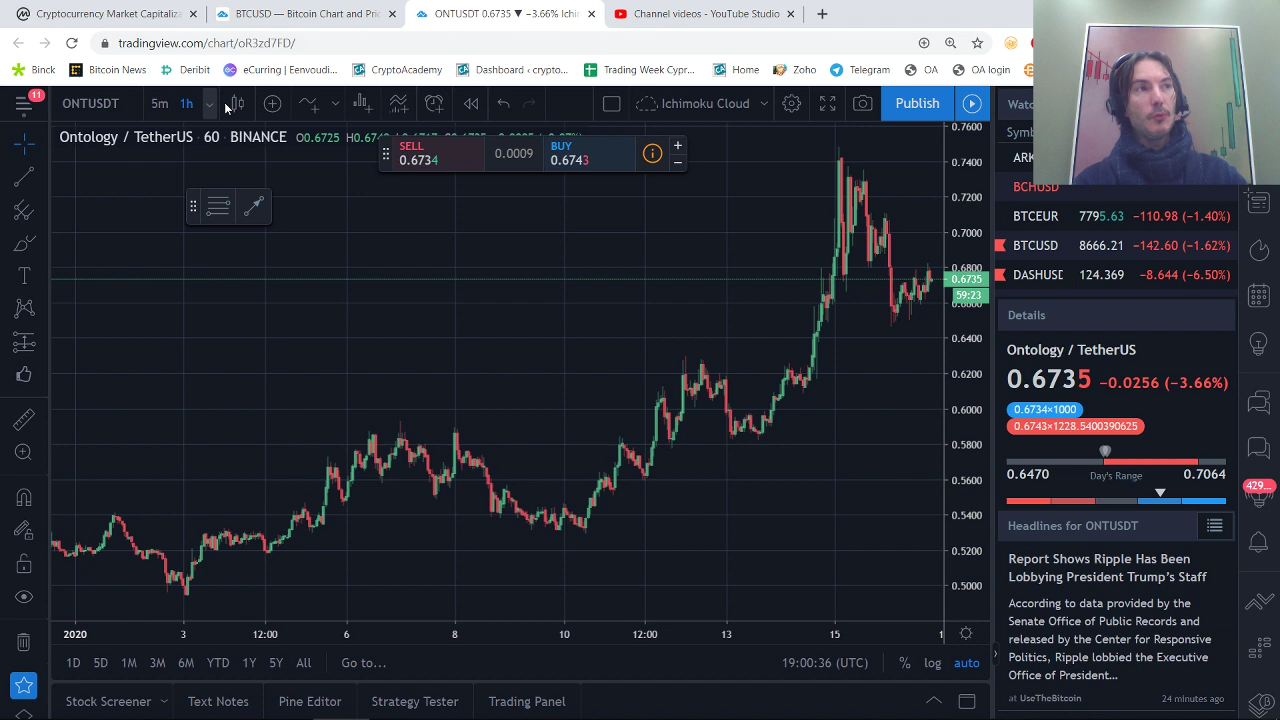 Cryptocurrency Market Capitaliza
BTCUSD — Bitcoin Chart and Pric
ONTUSDT 0.6735 ▼ −3.66% Ichi
Channel videos - YouTube Studio
tradingview.com/chart/oR3zd7FD/
Binck
Bitcoin News
Deribit
eCurring | Eenvoud
CryptoAcademy
Dashboard ‹ crypto...
Trading Week Comp...
Home
Zoho
Teamleader
OA
OA login
11
ONTUSDT
5m
1h
Ichimoku Cloud
Publish
Watc
Ontology / TetherUS · 60 · BINANCE
O0.6725
SELL
0.6734
0.0009
BUY
0.6743
Symb
ARK
BCHUSD
BTCEUR 7795.63 −110.98 (−1.40%)
BTCUSD 8666.21 −142.60 (−1.62%)
DASHUSD 124.369 −8.644 (−6.50%)
0.7600
0.7400
0.7200
0.7000
0.6800
0.6735
59:23
0.6600
0.6400
0.6200
0.6000
0.5800
0.5600
0.5400
0.5200
0.5000
2020
3
12:00
6
8
10
12:00
13
15
1D
5D
1M
3M
6M
YTD
1Y
5Y
All
Go to...
19:00:36 (UTC)
%
log
auto
Stock Screener
Text Notes
Pine Editor
Strategy Tester
Trading Panel
Details
Ontology / TetherUS
0.6735 −0.0256 (−3.66%)
0.6734×1000
0.6743×1228.5400390625
0.6470
Day's Range
0.7064
429...
Headlines for ONTUSDT
Report Shows Ripple Has Been
Lobbying President Trump's Staff
According to data provided by the
Senate Office of Public Records and
released by the Center for Responsive
Politics, Ripple lobbied the Executive
Office of President…
at UseTheBitcoin
24 minutes ago